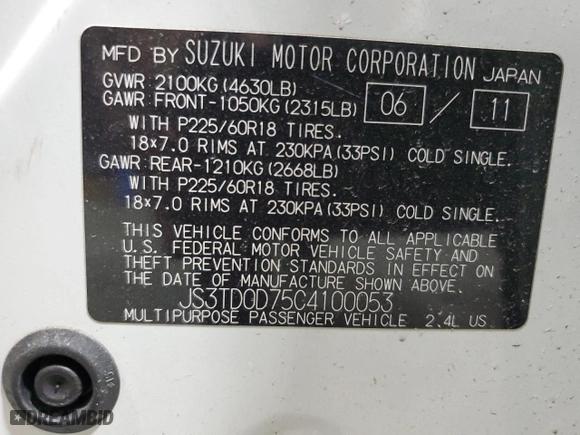 MFD BY SUZUKI MOTOR CORPORATION JAPAN
GVWR: 2100KG (4630LB)
GAWR: FRONT-1050KG (2315LB) 06 / 11
WITH P225/60R18 TIRES.
18×7.0 RIMS AT 230KPA(33PSI) COLD SINGLE.
GAWR: REAR-1210KG (2668LB)
WITH P225/60R18 TIRES.
18×7.0 RIMS AT 230KPA(33PSI) COLD SINGLE.
THIS VEHICLE CONFORMS TO ALL APPLICABLE
U.S. FEDERAL MOTOR VEHICLE SAFETY AND
THEFT PREVENTION STANDARDS IN EFFECT ON
THE DATE OF MANUFACTURE SHOWN ABOVE.
JS3TD0D75C4100053
MULTIPURPOSE PASSENGER VEHICLE 2.4L US
DREAMBID